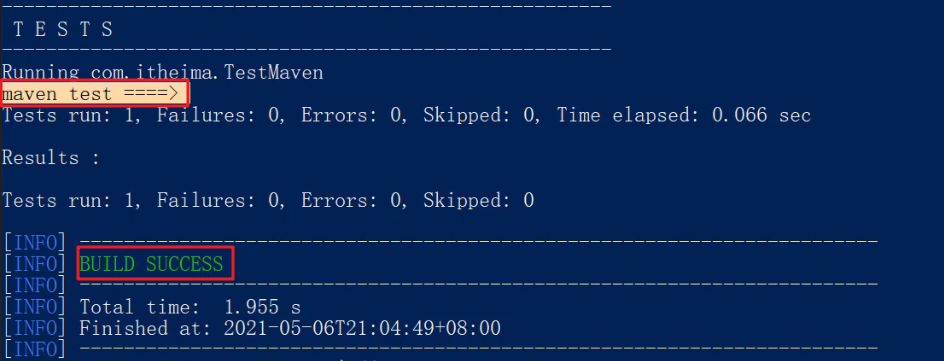 ------------------------------------------------------
T E S T S
------------------------------------------------------
Running com.itheima.TestMaven
maven test ====>
Tests run: 1, Failures: 0, Errors: 0, Skipped: 0, Time elapsed: 0.066 sec
Results :
Tests run: 1, Failures: 0, Errors: 0, Skipped: 0
[INFO] ------------------------------------------------------------------------
[INFO] BUILD SUCCESS
[INFO] ------------------------------------------------------------------------
[INFO] Total time:  1.955 s
[INFO] Finished at: 2021-05-06T21:04:49+08:00
[INFO] ------------------------------------------------------------------------